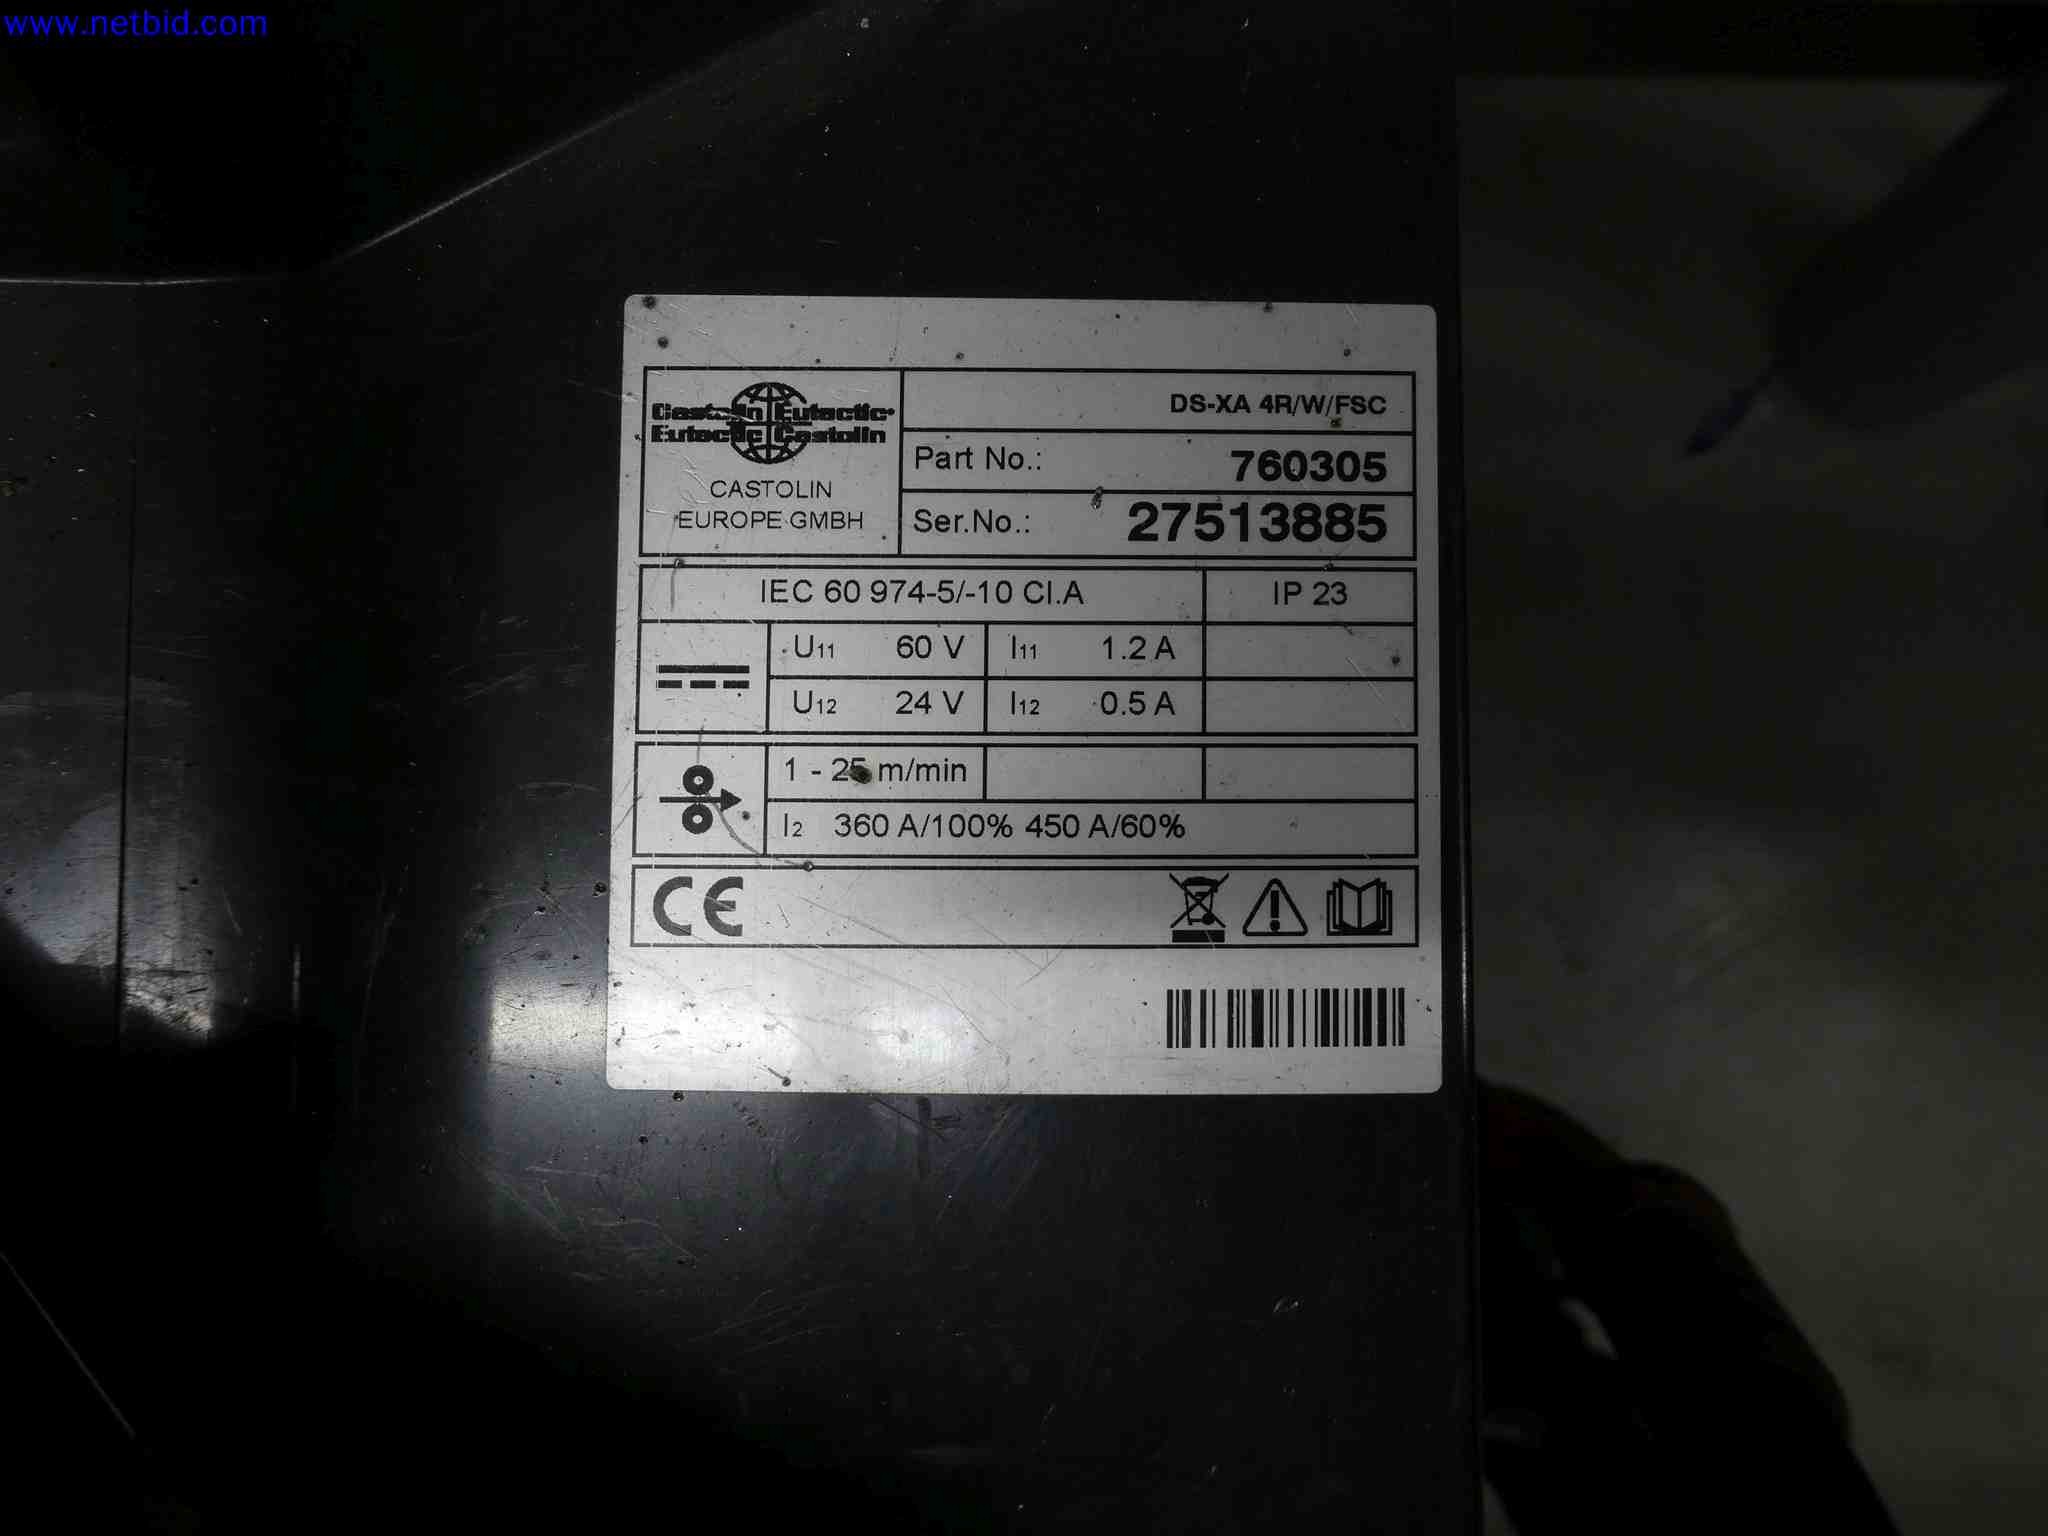 www.netbid.com
Castolin Eutectic
Eutectic Castolin
CASTOLIN
EUROPE GMBH
DS-XA 4R/W/FSC
Part No.: 760305
Ser.No.: 27513885
IEC 60 974-5/-10 Cl.A IP 23
U11 60 V I11 1.2 A
U12 24 V I12 0.5 A
1 - 25 m/min
I2 360 A/100% 450 A/60%
CE